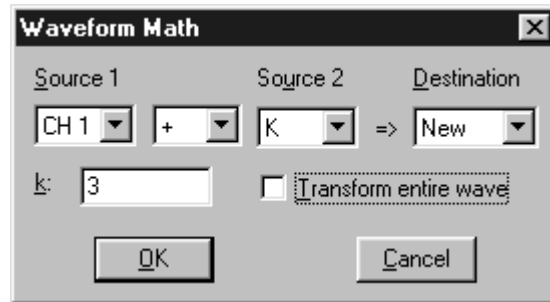 Waveform Math
Source 1 Source 2 Destination
CH 1 + K => New
k: 3 Transform entire wave
OK Cancel